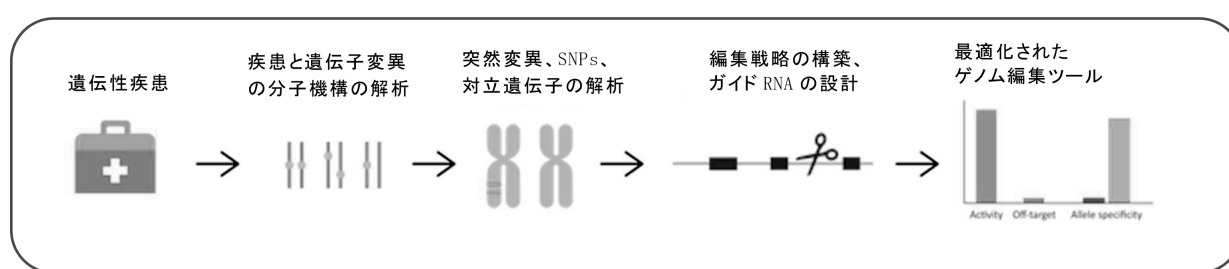 遺伝性疾患
疾患と遺伝子変異
の分子機構の解析
突然変異、SNPs、
対立遺伝子の解析
編集戦略の構築、
ガイド RNA の設計
最適化された
ゲノム編集ツール
Activity
Off-target
Allele specificity